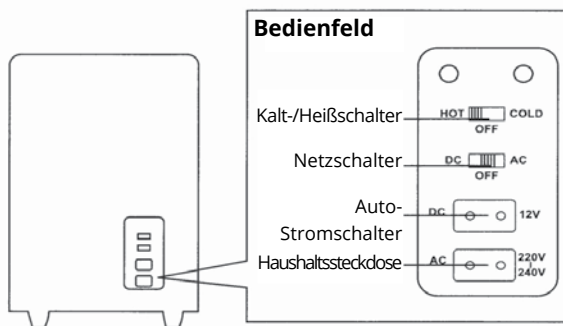 Bedienfeld
Kalt-/Heißschalter
HOT COLD
OFF
Netzschalter
DC AC
OFF
Auto-
Stromschalter
DC 12V
Haushaltssteckdose
AC 220V
240V